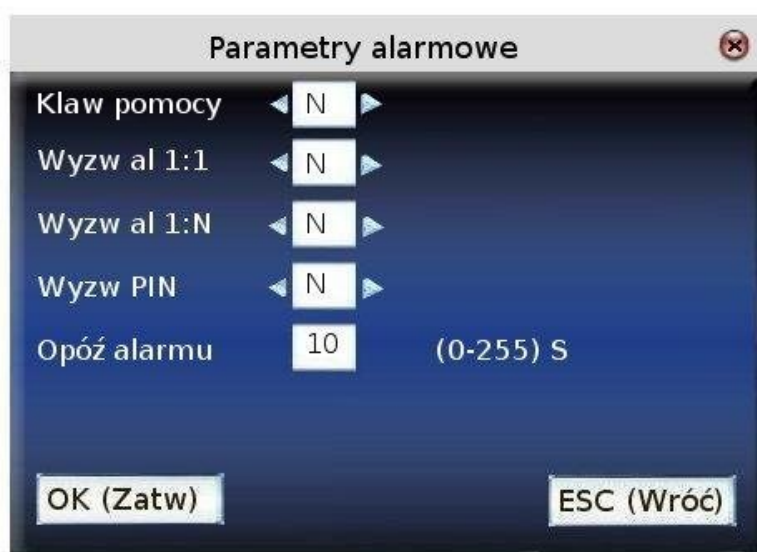 Parametry alarmowe
Klaw pomocy N
Wyzw al 1:1 N
Wyzw al 1:N N
Wyzw PIN N
Opóź alarmu 10 (0-255) S
OK (Zatw) ESC (Wróć)